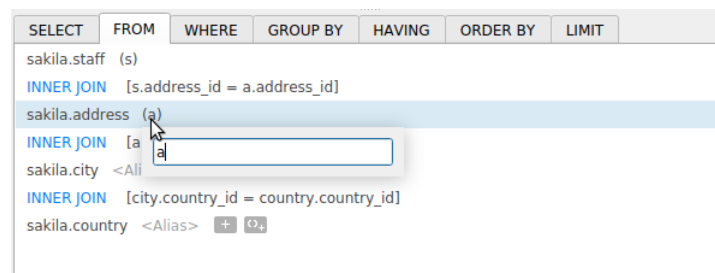 SELECT FROM WHERE GROUP BY HAVING ORDER BY LIMIT
sakila.staff (s)
INNER JOIN [s.address_id = a.address_id]
sakila.address (a)
INNER JOIN [a
a
sakila.city <Ali
INNER JOIN [city.country_id = country.country_id]
sakila.country <Alias> + <>+